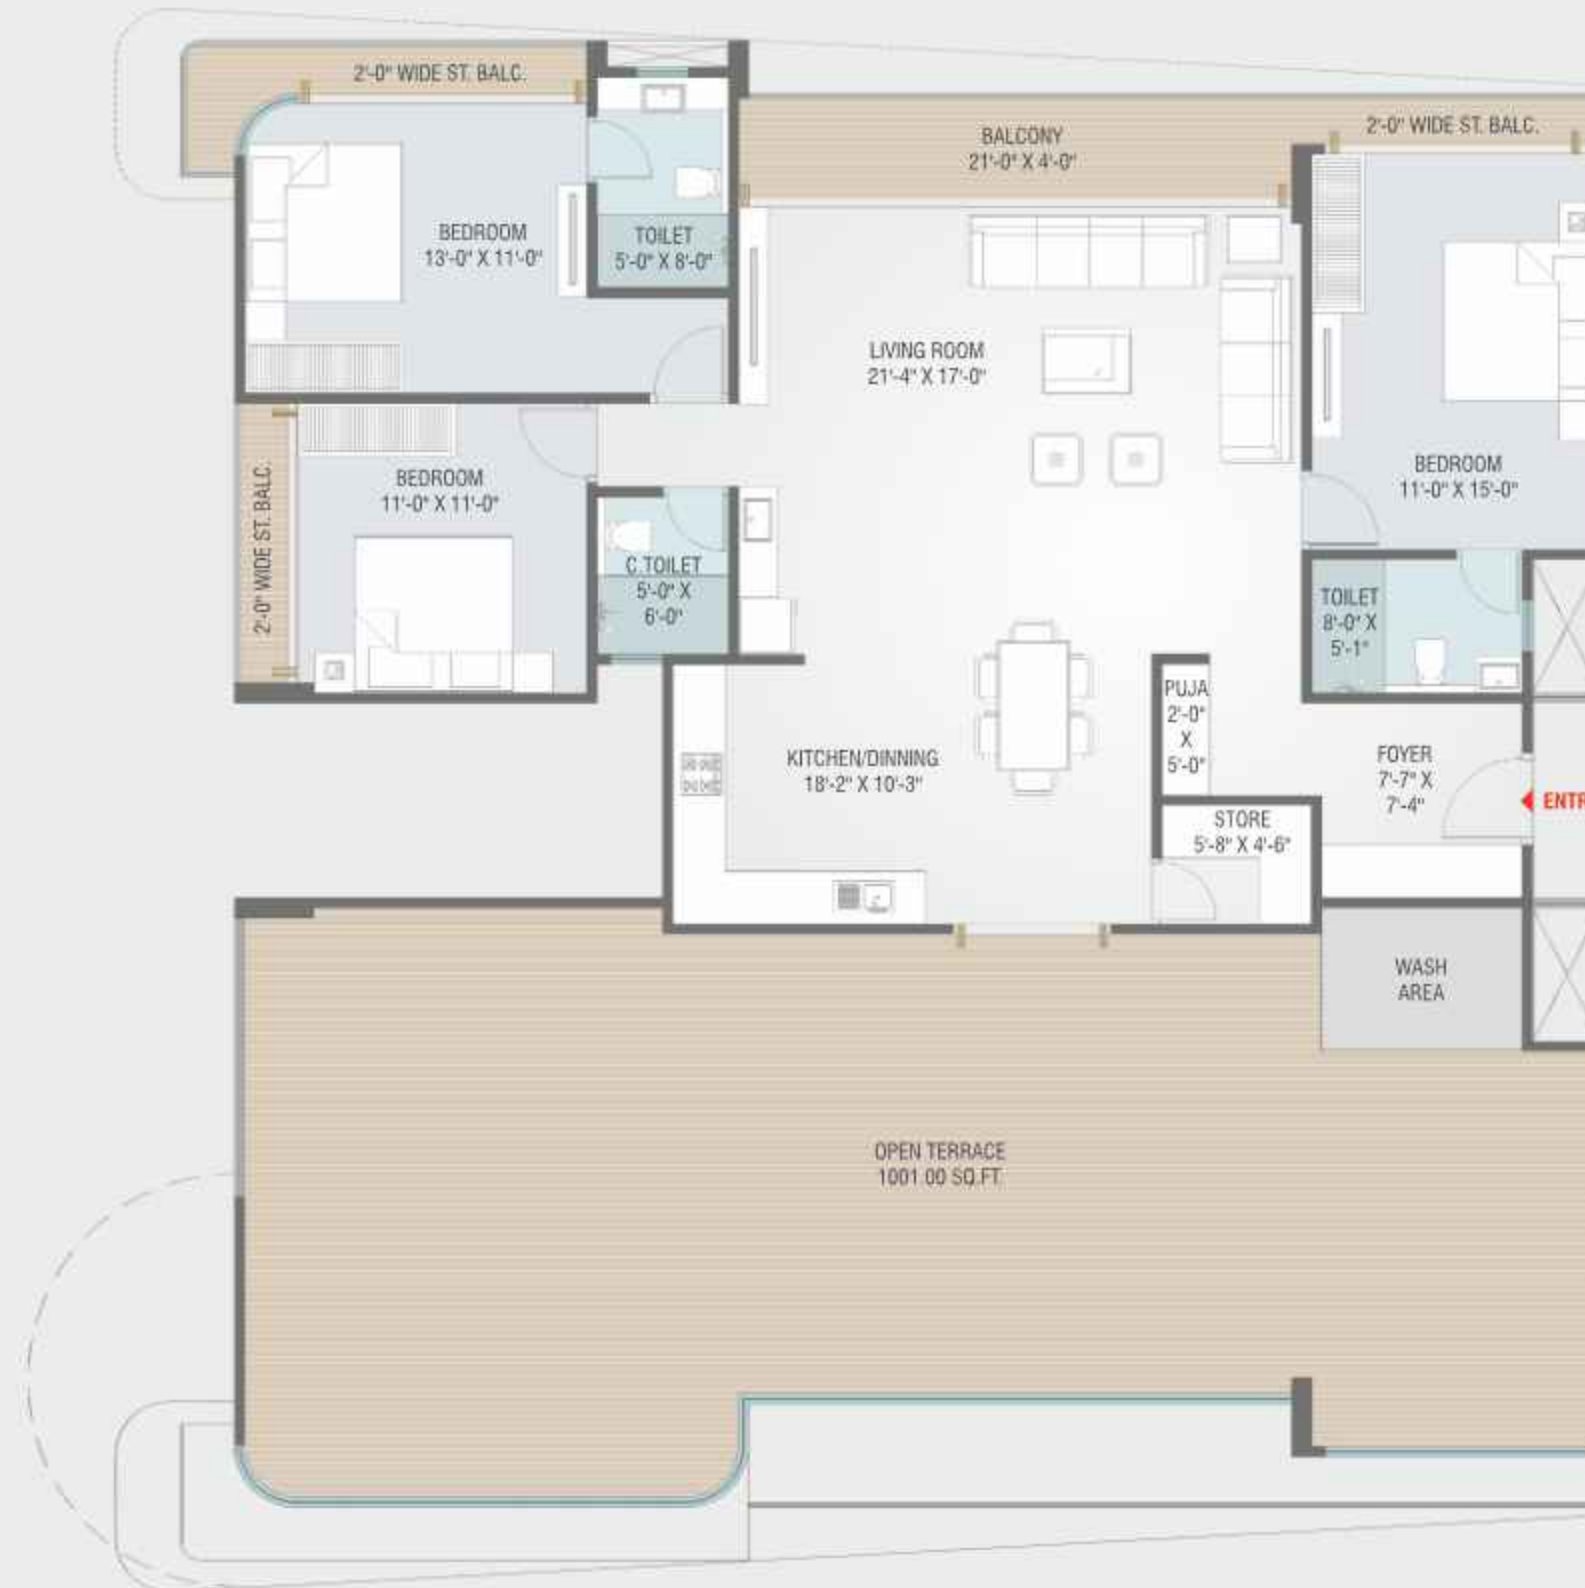 2'-0" WIDE ST. BALC.
BALCONY
21'-0" X 4'-0"
2'-0" WIDE ST. BALC.
BEDROOM
13'-0" X 11'-0"
TOILET
5'-0" X 8'-0"
LIVING ROOM
21'-4" X 17'-0"
BEDROOM
11'-0" X 15'-0"
2'-0" WIDE ST. BALC.
BEDROOM
11'-0" X 11'-0"
C.TOILET
5'-0" X
6'-0"
TOILET
8'-0" X
5'-1"
PUJA
2'-0"
X
5'-0"
KITCHEN/DINNING
18'-2" X 10'-3"
FOYER
7'-7" X
7'-4"
ENTR
STORE
5'-8" X 4'-6"
WASH
AREA
OPEN TERRACE
1001.00 SQ.FT.